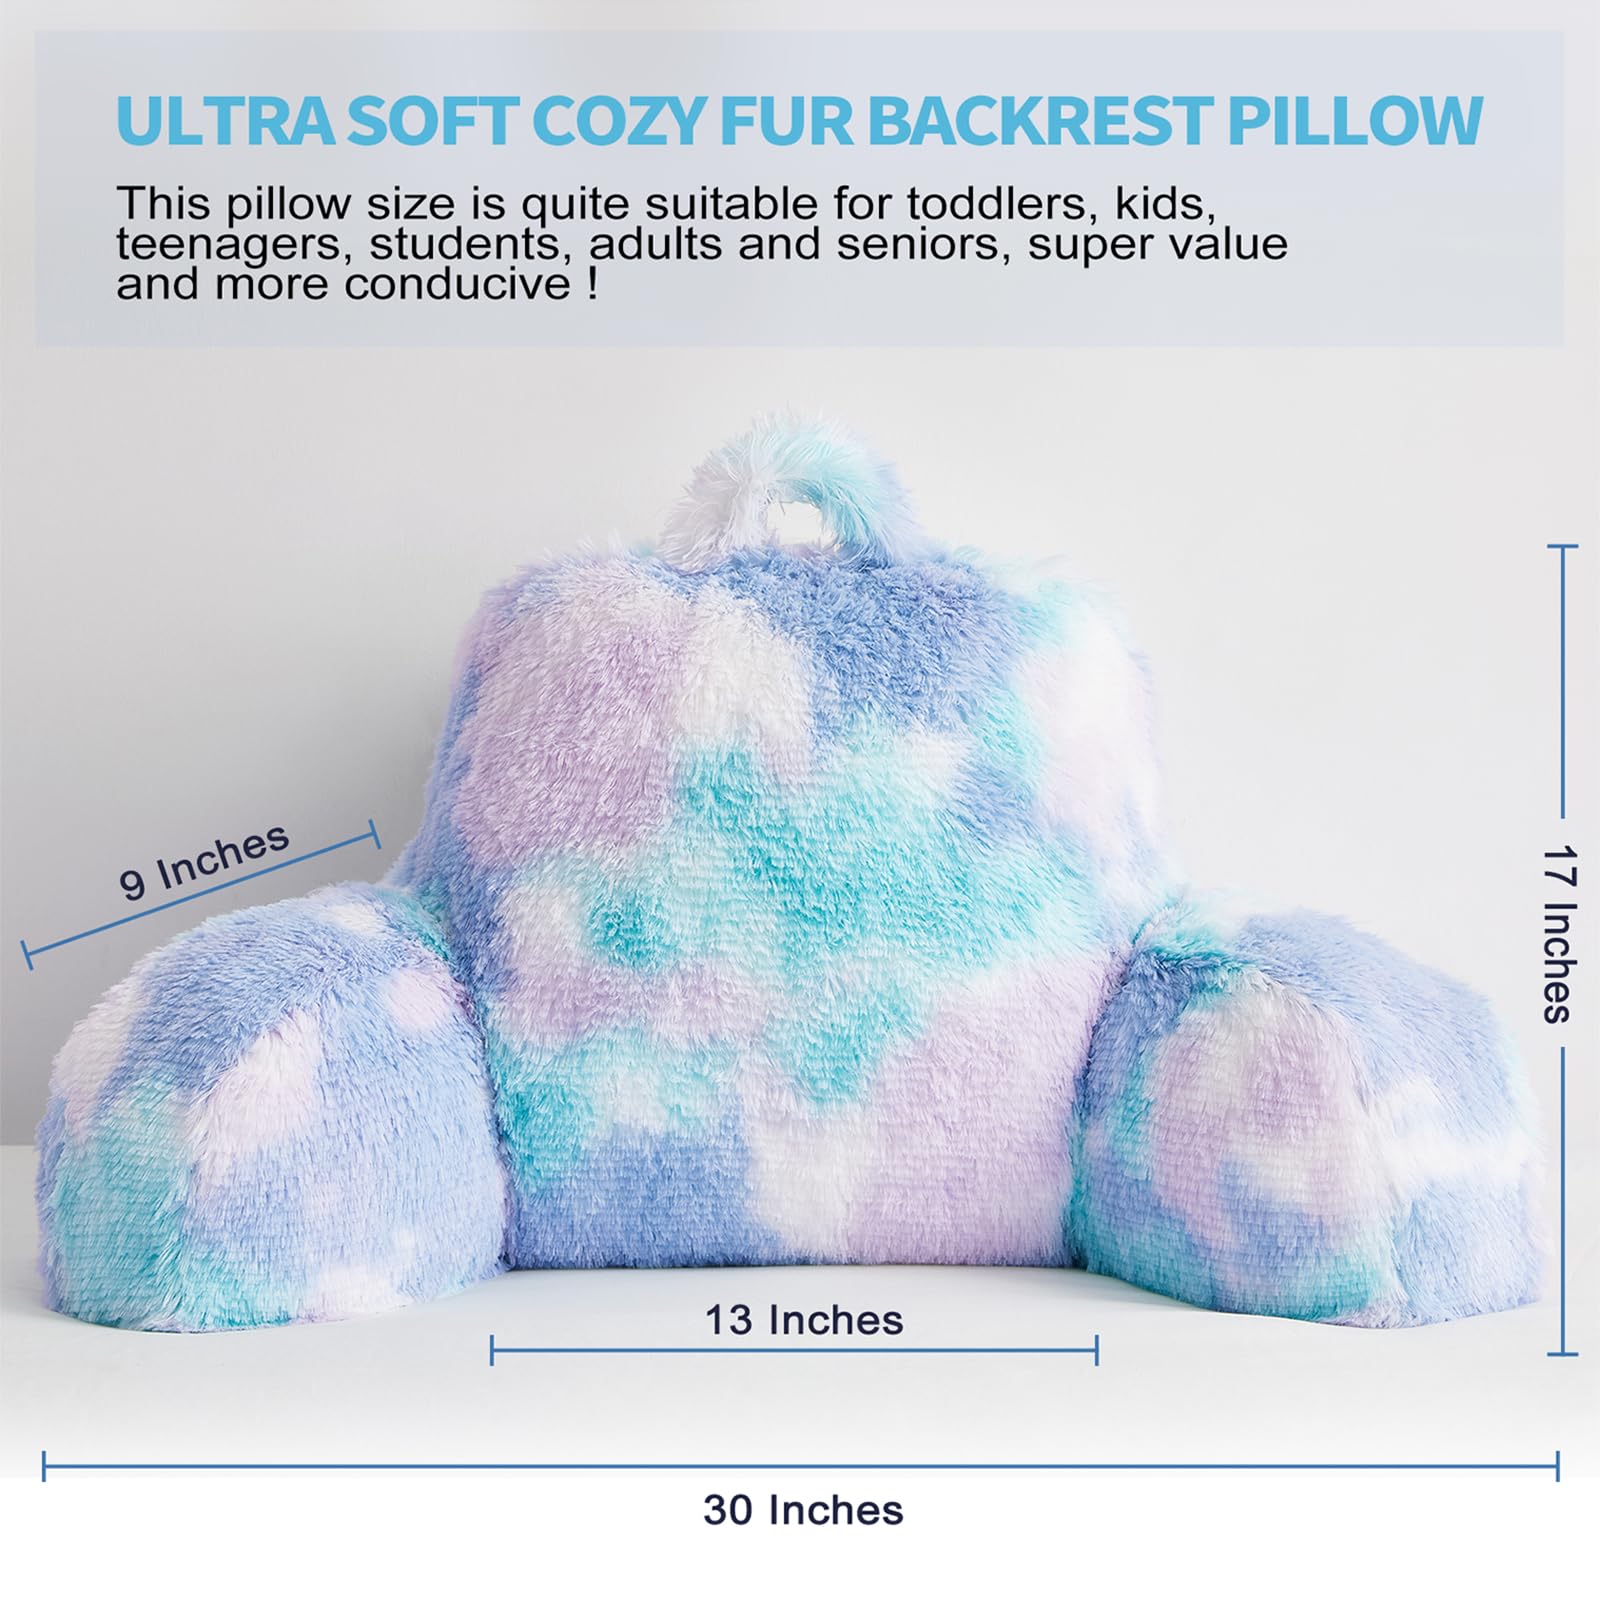 ULTRA SOFT COZY FUR BACKREST PILLOW
This pillow size is quite suitable for toddlers, kids,
teenagers, students, adults and seniors, super value
and more conducive !
9 Inches
17 Inches
13 Inches
30 Inches